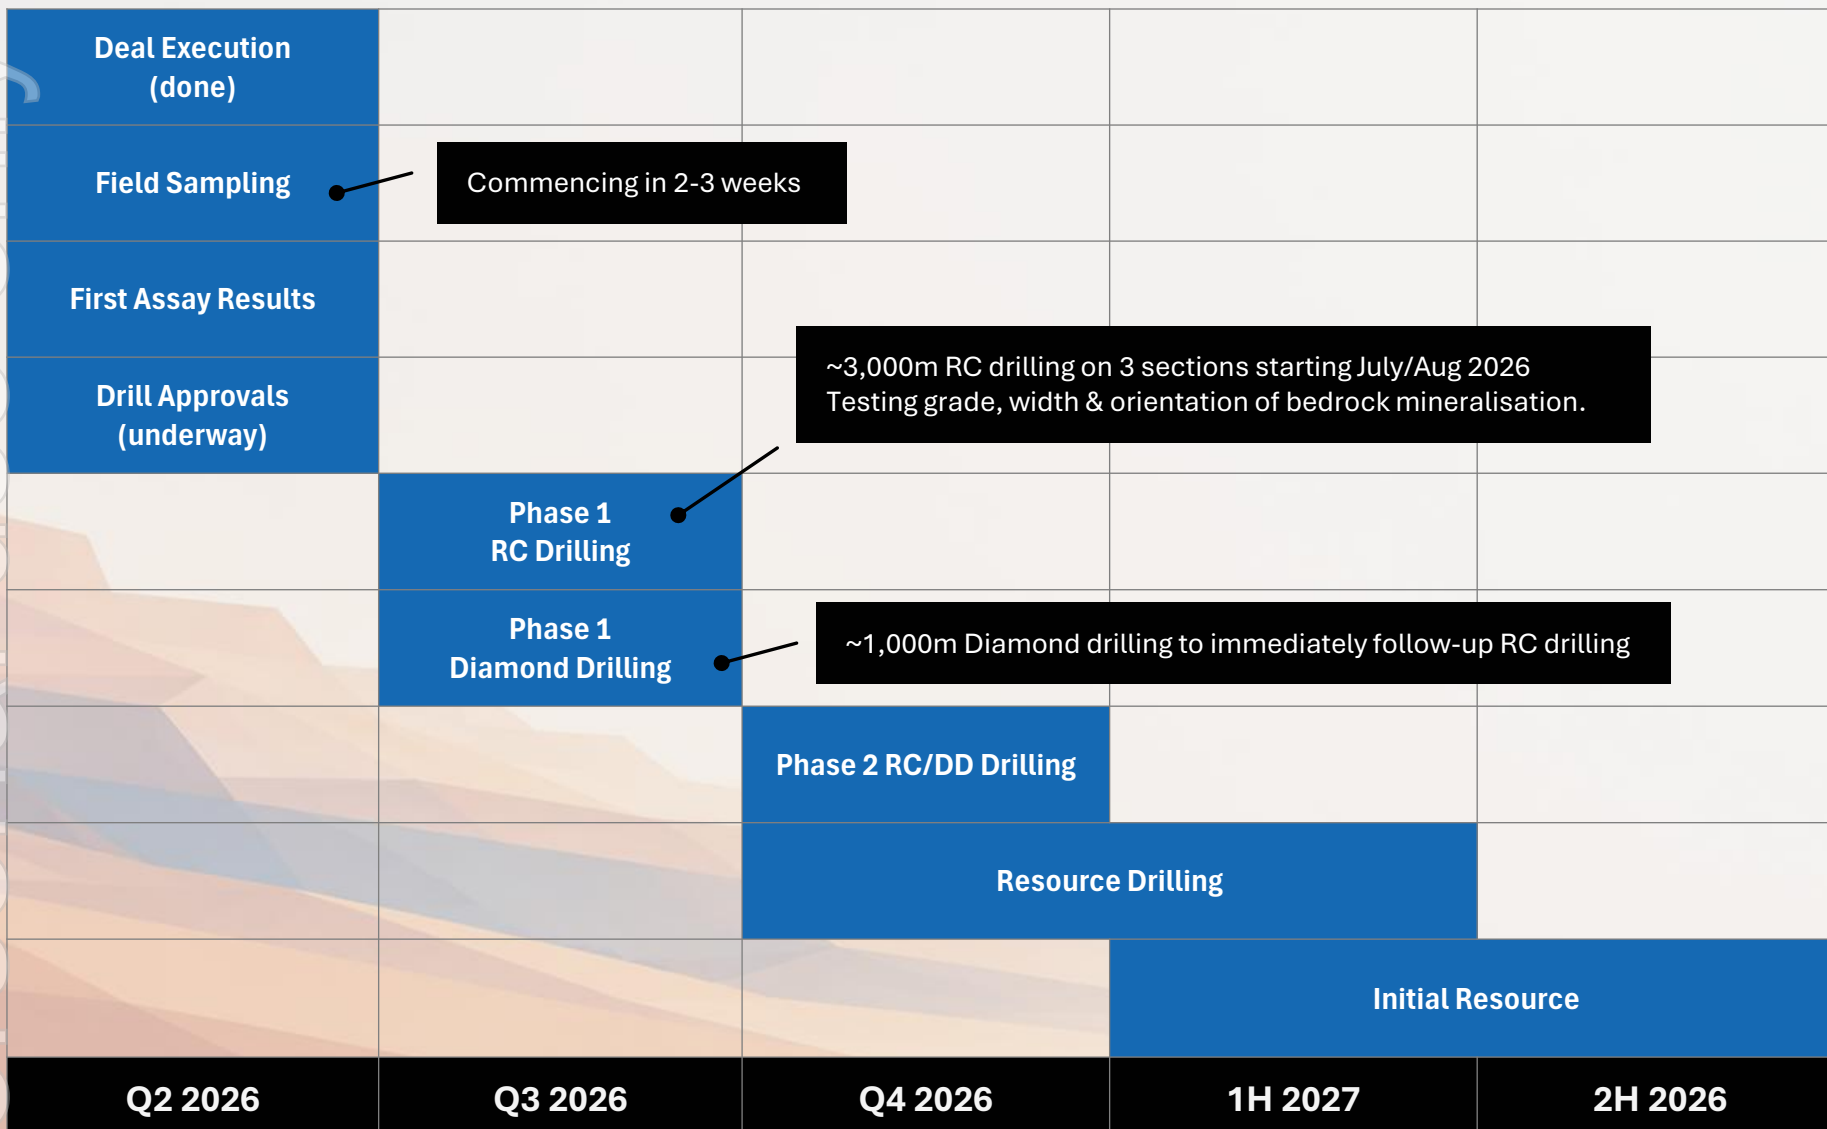 Deal Execution
(done)
Field Sampling
Commencing in 2-3 weeks
First Assay Results
~3,000m RC drilling on 3 sections starting July/Aug 2026
Testing grade, width & orientation of bedrock mineralisation.
Drill Approvals
(underway)
Phase 1
RC Drilling
Phase 1
Diamond Drilling
~1,000m Diamond drilling to immediately follow-up RC drilling
Phase 2 RC/DD Drilling
Resource Drilling
Initial Resource
Q2 2026
Q3 2026
Q4 2026
1H 2027
2H 2026